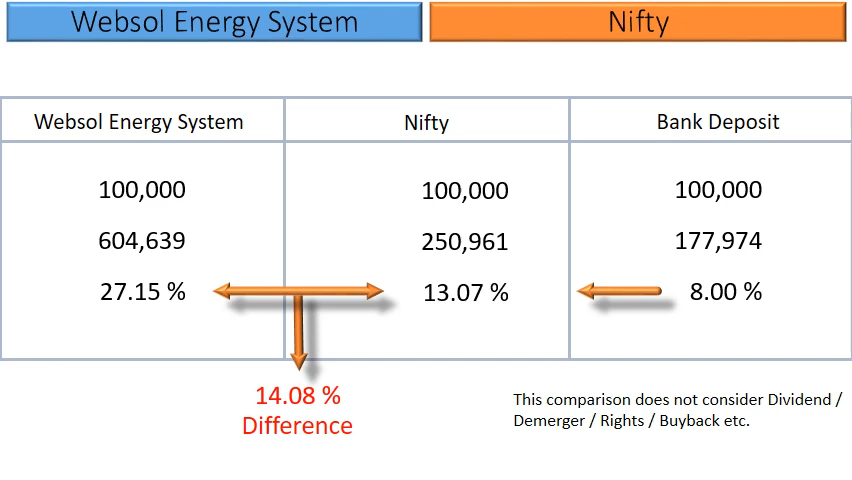 Websol Energy System
Nifty
Websol Energy System
Nifty
Bank Deposit
100,000
100,000
100,000
604,639
250,961
177,974
27.15 %
13.07 %
8.00 %
14.08 %
Difference
This comparison does not consider Dividend /
Demerger / Rights / Buyback etc.